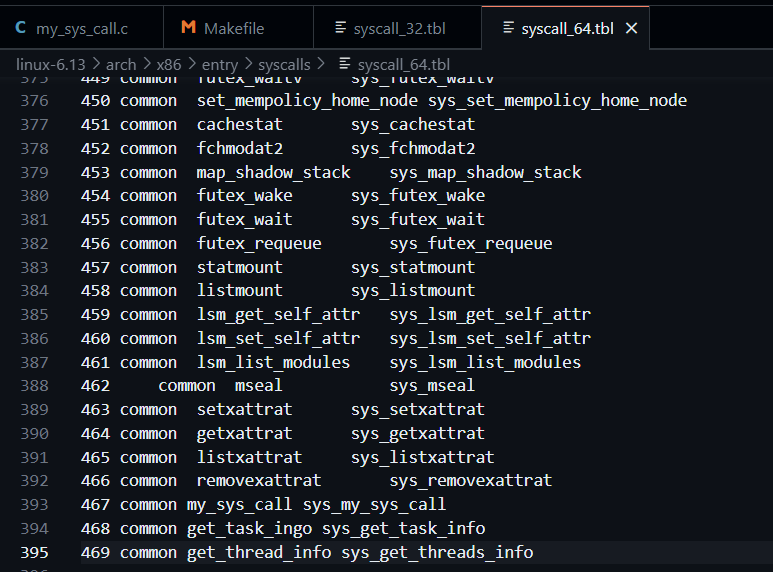 C my_sys_call.c M Makefile syscall_32.tbl syscall_64.tbl ×
linux-6.13 > arch > x86 > entry > syscalls > syscall_64.tbl
375 449 common futex_waitv sys_futex_waitv
376 450 common set_mempolicy_home_node sys_set_mempolicy_home_node
377 451 common cachestat sys_cachestat
378 452 common fchmodat2 sys_fchmodat2
379 453 common map_shadow_stack sys_map_shadow_stack
380 454 common futex_wake sys_futex_wake
381 455 common futex_wait sys_futex_wait
382 456 common futex_requeue sys_futex_requeue
383 457 common statmount sys_statmount
384 458 common listmount sys_listmount
385 459 common lsm_get_self_attr sys_lsm_get_self_attr
386 460 common lsm_set_self_attr sys_lsm_set_self_attr
387 461 common lsm_list_modules sys_lsm_list_modules
388 462 common mseal sys_mseal
389 463 common setxattrat sys_setxattrat
390 464 common getxattrat sys_getxattrat
391 465 common listxattrat sys_listxattrat
392 466 common removexattrat sys_removexattrat
393 467 common my_sys_call sys_my_sys_call
394 468 common get_task_ingo sys_get_task_info
395 469 common get_thread_info sys_get_threads_info